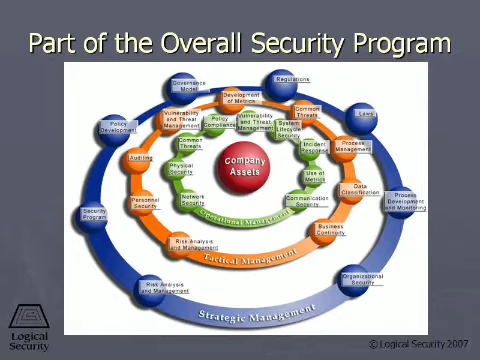 Part of the Overall Security Program
Governance
Model
Regulations
Development
of Metrics
Vulnerability
and Threat
Management
Policy
Compliance
Vulnerability
and Threat
Management
Common
Threats
Laws
Policy
Development
System
Lifecycle
Security
Common
Threats
Incident
Response
Process
Management
Auditing
Company
Assets
Physical
Security
Use of
Metrics
Data
Classification
Personnel
Security
Network
Security
Communication
Security
Process
Development
and Monitoring
Security
Program
Operational Management
Business
Continuity
Risk Analysis
and Management
Tactical Management
Organizational
Security
Risk Analysis
and Management
Strategic Management
Logical
Security
© Logical Security 2007